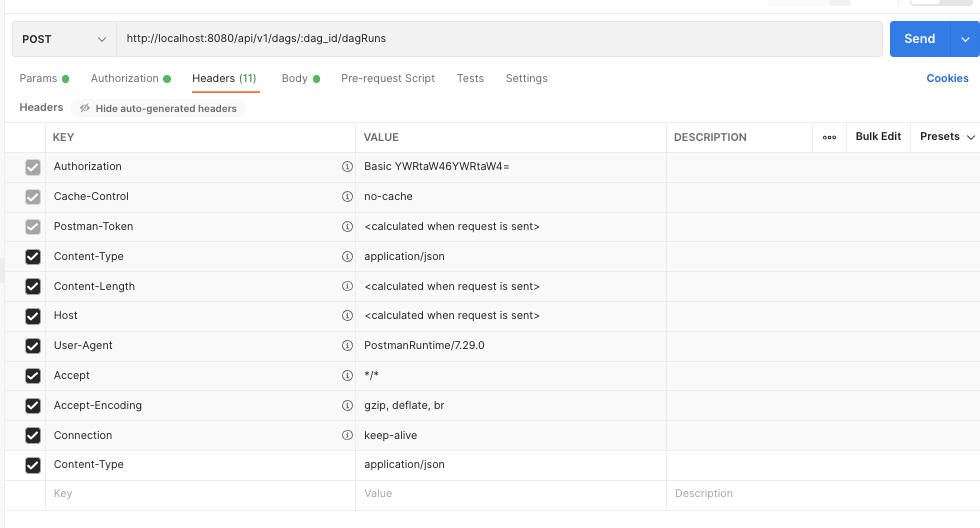 POST http://localhost:8080/api/v1/dags/:dag_id/dagRuns Send
Params Authorization Headers (11) Body Pre-request Script Tests Settings Cookies
Headers Hide auto-generated headers
KEY VALUE DESCRIPTION ooo Bulk Edit Presets
Authorization Basic YWRtaW46YWRtaW4=
Cache-Control no-cache
Postman-Token <calculated when request is sent>
Content-Type application/json
Content-Length <calculated when request is sent>
Host <calculated when request is sent>
User-Agent PostmanRuntime/7.29.0
Accept */*
Accept-Encoding gzip, deflate, br
Connection keep-alive
Content-Type application/json
Key Value Description